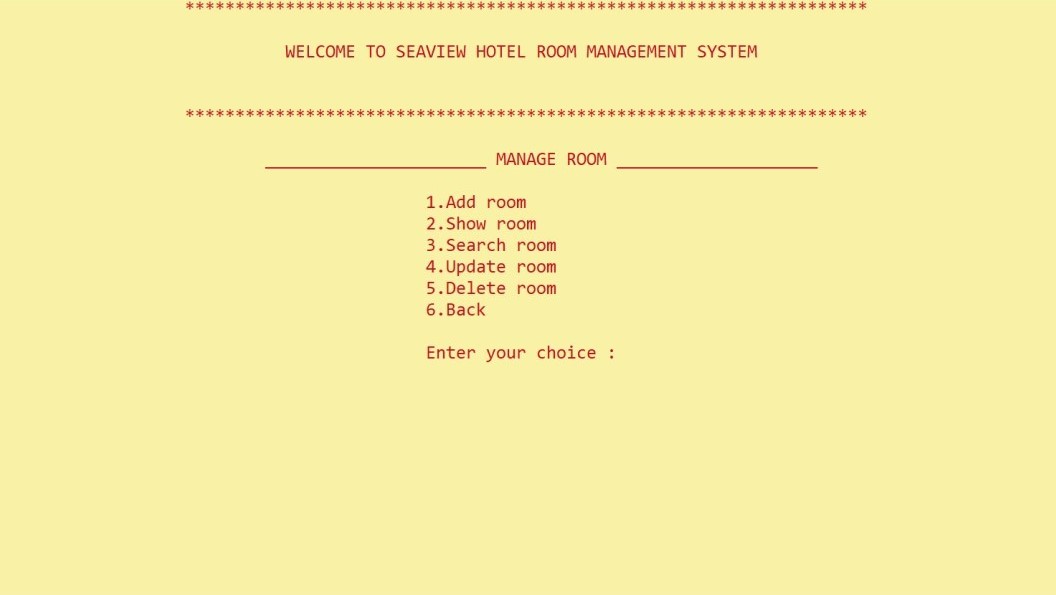 ********************************************************************
WELCOME TO SEAVIEW HOTEL ROOM MANAGEMENT SYSTEM
********************************************************************
______________________ MANAGE ROOM ____________________
1.Add room
2.Show room
3.Search room
4.Update room
5.Delete room
6.Back
Enter your choice :